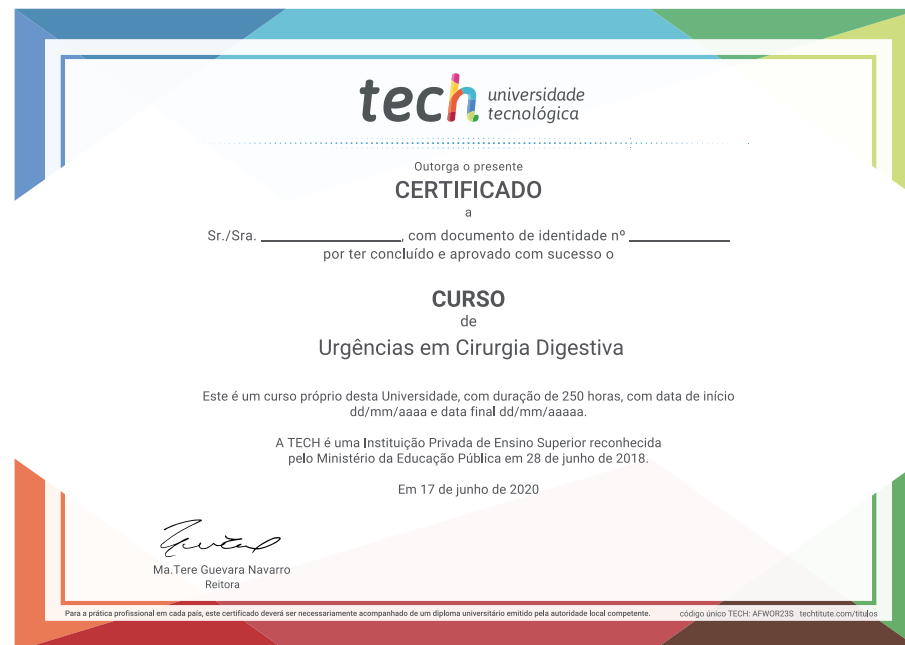 tech universidade
tecnológica
Outorga o presente
CERTIFICADO
a
Sr./Sra. ____________________, com documento de identidade nº ______________
por ter concluído e aprovado com sucesso o
CURSO
de
Urgências em Cirurgia Digestiva
Este é um curso próprio desta Universidade, com duração de 250 horas, com data de início
dd/mm/aaaa e data final dd/mm/aaaaa.
A TECH é uma Instituição Privada de Ensino Superior reconhecida
pelo Ministério da Educação Pública em 28 de junho de 2018.
Em 17 de junho de 2020
Ma.Tere Guevara Navarro
Reitora
Para a prática profissional em cada país, este certificado deverá ser necessariamente acompanhado de um diploma universitário emitido pela autoridade local competente. código único TECH: AFWOR23S techtitute.com/titulos